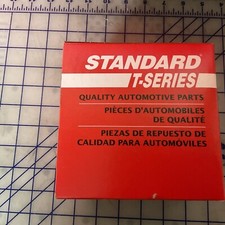 STANDARD
T-SERIES
QUALITY AUTOMOTIVE PARTS
PIÈCES D'AUTOMOBILES
DE QUALITÉ
PIEZAS DE REPUESTO DE
CALIDAD PARA AUTOMÓVILES